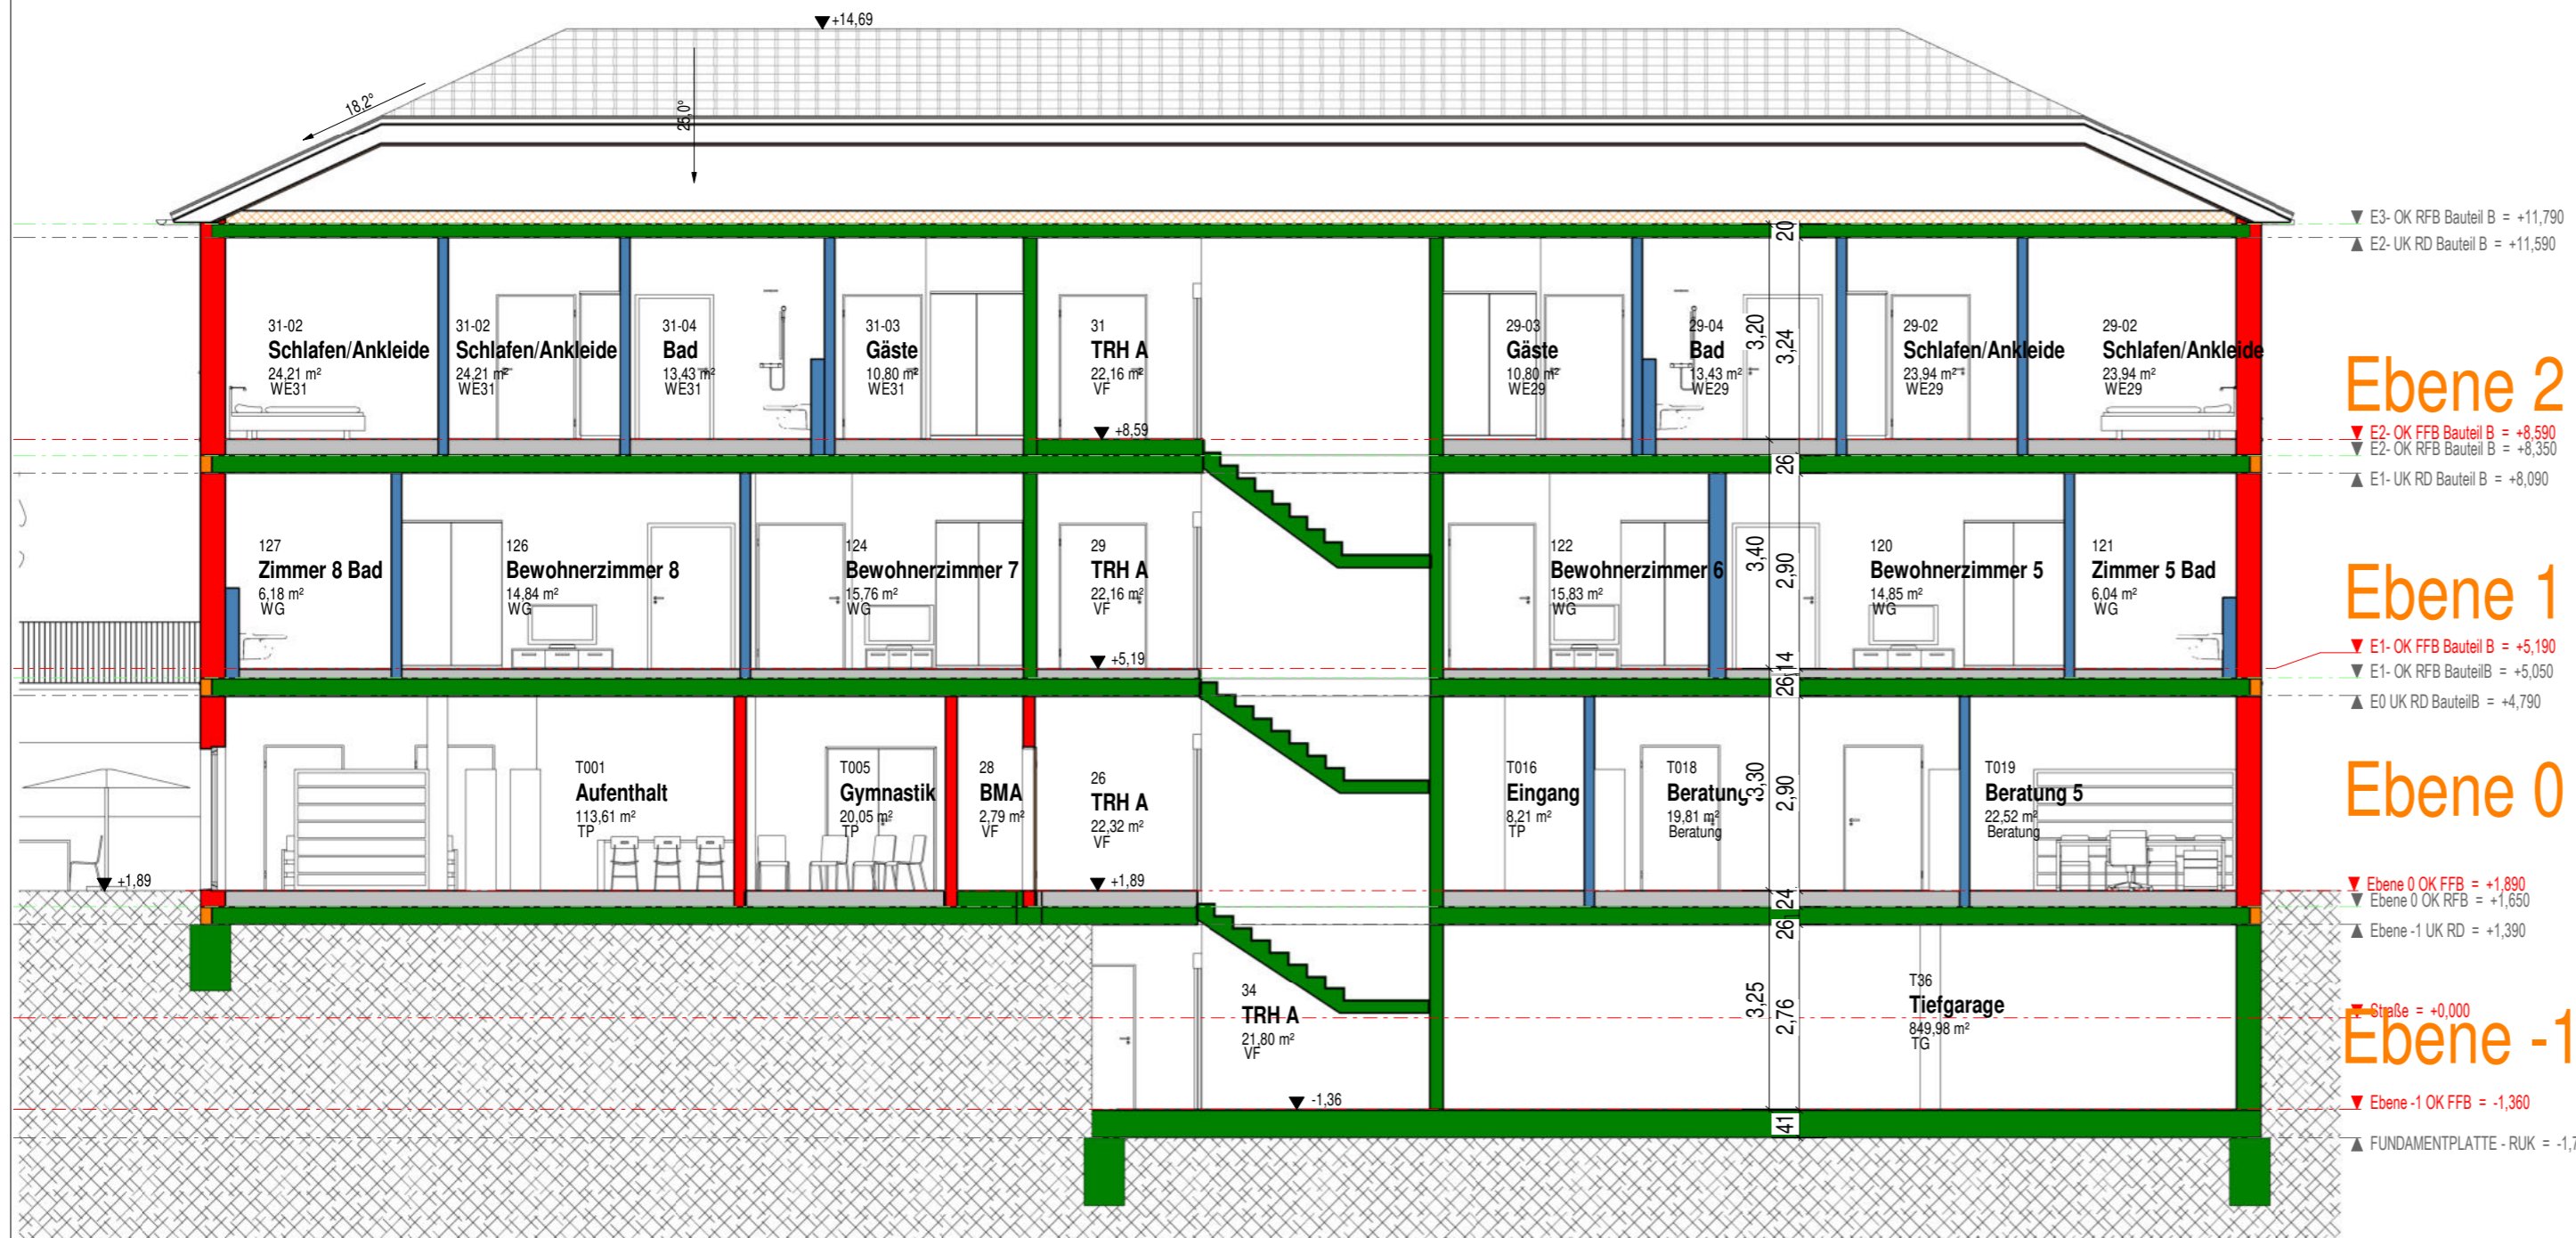 +14,69
18,2°
25,0°
E3- OK RFB Bauteil B = +11,790
E2- UK RD Bauteil B = +11,590
20
31-02
Schlafen/Ankleide
24,21 m²
WE31
31-02
Schlafen/Ankleide
24,21 m²
WE31
31-04
Bad
13,43 m²
WE31
31-03
Gäste
10,80 m²
WE31
31
TRH A
22,16 m²
VF
29-03
Gäste
10,80 m²
WE29
29-04
Bad
13,43 m²
WE29
3,20
3,24
29-02
Schlafen/Ankleide
23,94 m²
WE29
29-02
Schlafen/Ankleide
23,94 m²
WE29
Ebene 2
+8,59
E2- OK FFB Bauteil B = +8,590
E2- OK RFB Bauteil B = +8,350
26
E1- UK RD Bauteil B = +8,090
127
Zimmer 8 Bad
6,18 m²
WG
126
Bewohnerzimmer 8
14,84 m²
WG
124
Bewohnerzimmer 7
15,76 m²
WG
29
TRH A
22,16 m²
VF
122
Bewohnerzimmer 6
15,83 m²
WG
3,40
2,90
120
Bewohnerzimmer 5
14,85 m²
WG
121
Zimmer 5 Bad
6,04 m²
WG
Ebene 1
+5,19
14
E1- OK FFB Bauteil B = +5,190
E1- OK RFB BauteilB = +5,050
26
E0 UK RD BauteilB = +4,790
T001
Aufenthalt
113,61 m²
TP
T005
Gymnastik
20,05 m²
TP
28
BMA
2,79 m²
VF
26
TRH A
22,32 m²
VF
T016
Eingang
8,21 m²
TP
T018
Beratung
19,81 m²
Beratung
3,30
2,90
T019
Beratung 5
22,52 m²
Beratung
Ebene 0
+1,89
+1,89
24
Ebene 0 OK FFB = +1,890
Ebene 0 OK RFB = +1,650
26
Ebene -1 UK RD = +1,390
34
TRH A
21,80 m²
VF
3,25
2,76
T36
Tiefgarage
849,98 m²
TG
Straße = +0,000
Ebene -1
-1,36
Ebene -1 OK FFB = -1,360
41
FUNDAMENTPLATTE - RUK = -1,7